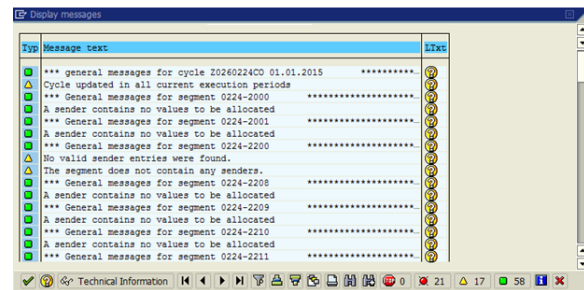 Display messages
Typ Message text LTxt
*** general messages for cycle Z0260224CO 01.01.2015 **********…
Cycle updated in all current execution periods
*** General messages for segment 0224-2000 ********************…
A sender contains no values to be allocated
*** General messages for segment 0224-2001 ********************…
A sender contains no values to be allocated
*** General messages for segment 0224-2200 ********************…
No valid sender entries were found.
The segment does not contain any senders.
*** General messages for segment 0224-2208 ********************…
A sender contains no values to be allocated
*** General messages for segment 0224-2209 ********************…
A sender contains no values to be allocated
*** General messages for segment 0224-2210 ********************…
A sender contains no values to be allocated
*** General messages for segment 0224-2211 ********************…
Technical Information STOP 0 21 17 58